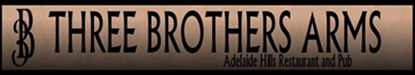 THREE BROTHERS ARMS
Adelaide Hills Restaurant and Pub